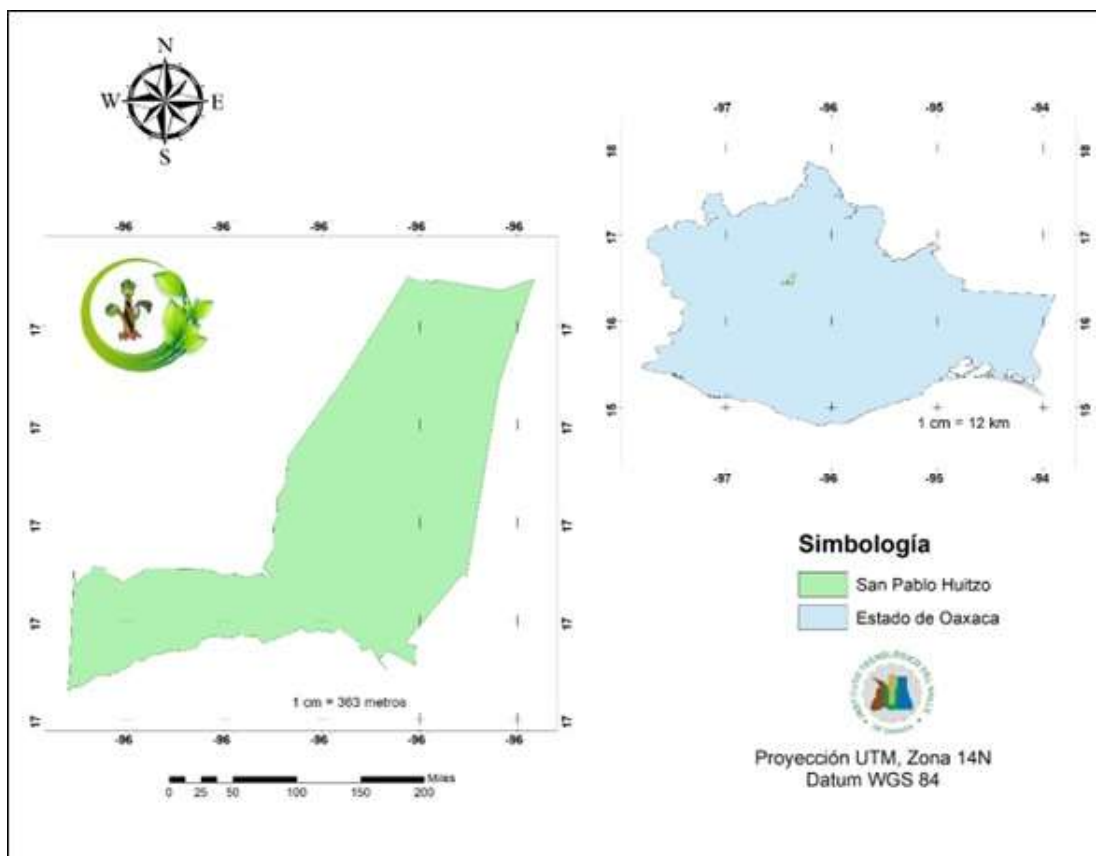 N
W E
S
-96 -96 -96 -96 -96
17 17
17 17
17 17
17 17
17 17
1 cm = 363 metros
-96 -96 -96 -96 -96
Miles
0 25 50 100 150 200
-97 -96 -95 -94
18 18
17 17
16 16
15 15
1 cm = 12 km
-97 -96 -95 -94
Simbología
San Pablo Huitzo
Estado de Oaxaca
Proyección UTM, Zona 14N
Datum WGS 84